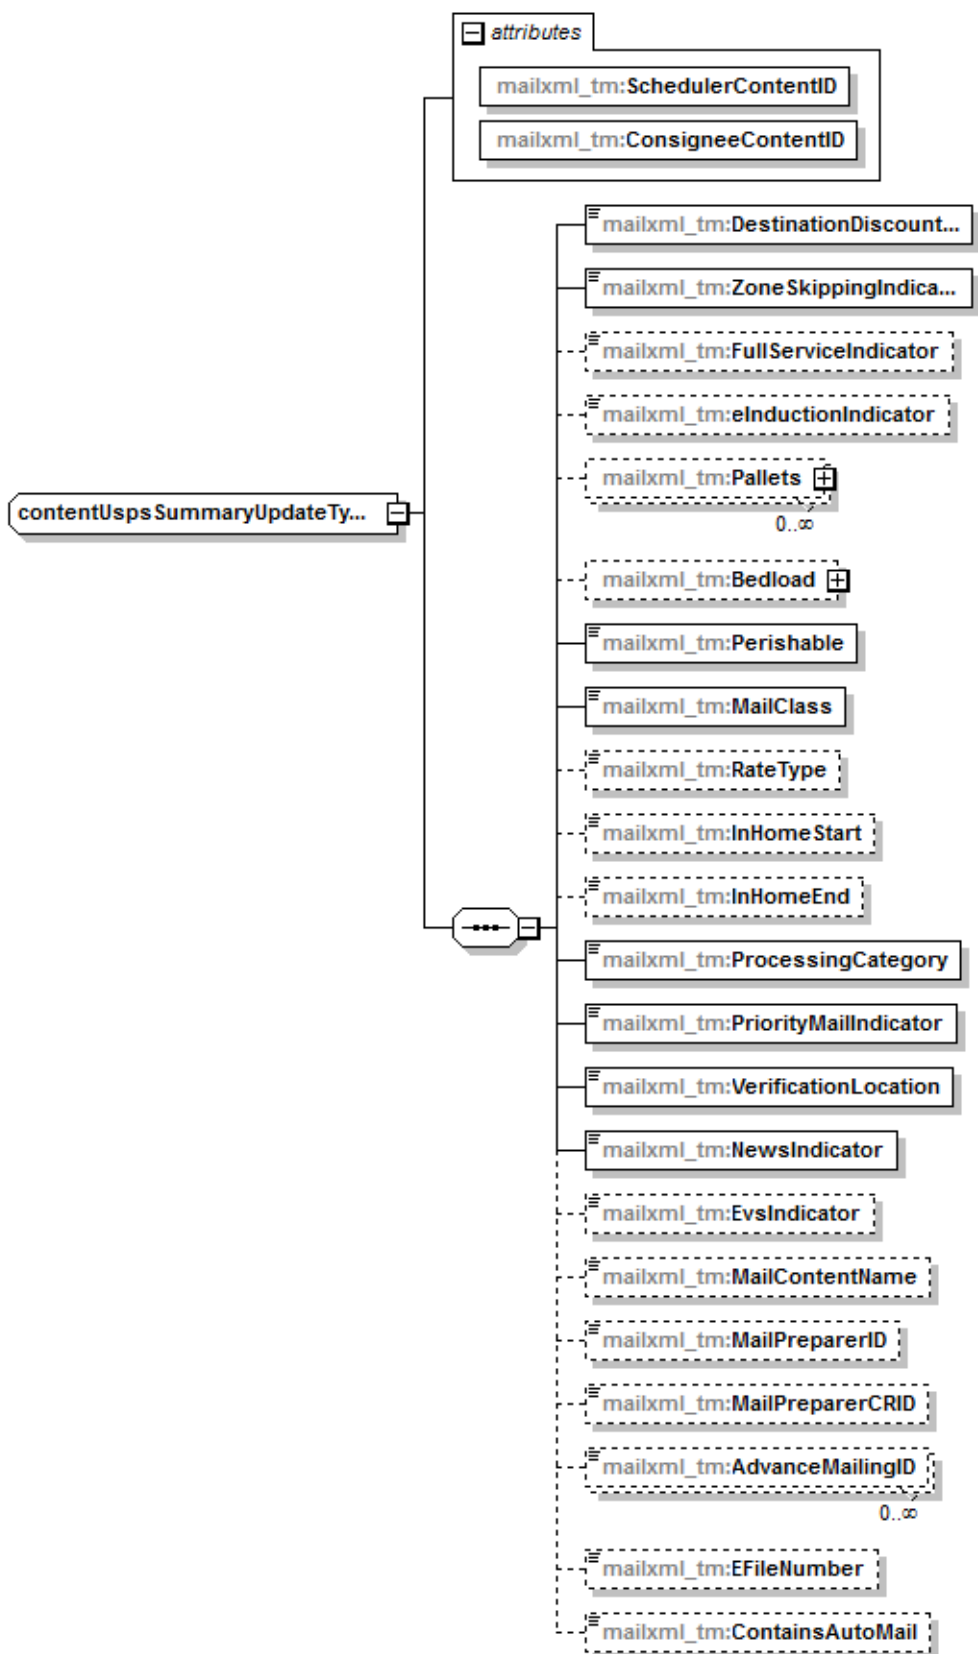 attributes
mailxml_tm:SchedulerContentID
mailxml_tm:ConsigneeContentID
mailxml_tm:DestinationDiscount...
mailxml_tm:ZoneSkippingIndica...
mailxml_tm:FullServiceIndicator
mailxml_tm:eInductionIndicator
mailxml_tm:Pallets
0..∞
contentUspsSummaryUpdateTy...
mailxml_tm:Bedload
mailxml_tm:Perishable
mailxml_tm:MailClass
mailxml_tm:RateType
mailxml_tm:InHomeStart
mailxml_tm:InHomeEnd
mailxml_tm:ProcessingCategory
mailxml_tm:PriorityMailIndicator
mailxml_tm:VerificationLocation
mailxml_tm:NewsIndicator
mailxml_tm:EvsIndicator
mailxml_tm:MailContentName
mailxml_tm:MailPreparerID
mailxml_tm:MailPreparerCRID
mailxml_tm:AdvanceMailingID
0..∞
mailxml_tm:EFileNumber
mailxml_tm:ContainsAutoMail